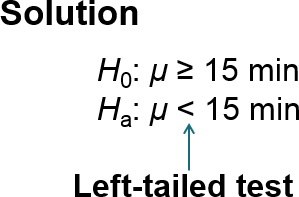 Solution
H₀: μ ≥ 15 min
Hₐ: μ < 15 min
Left-tailed test